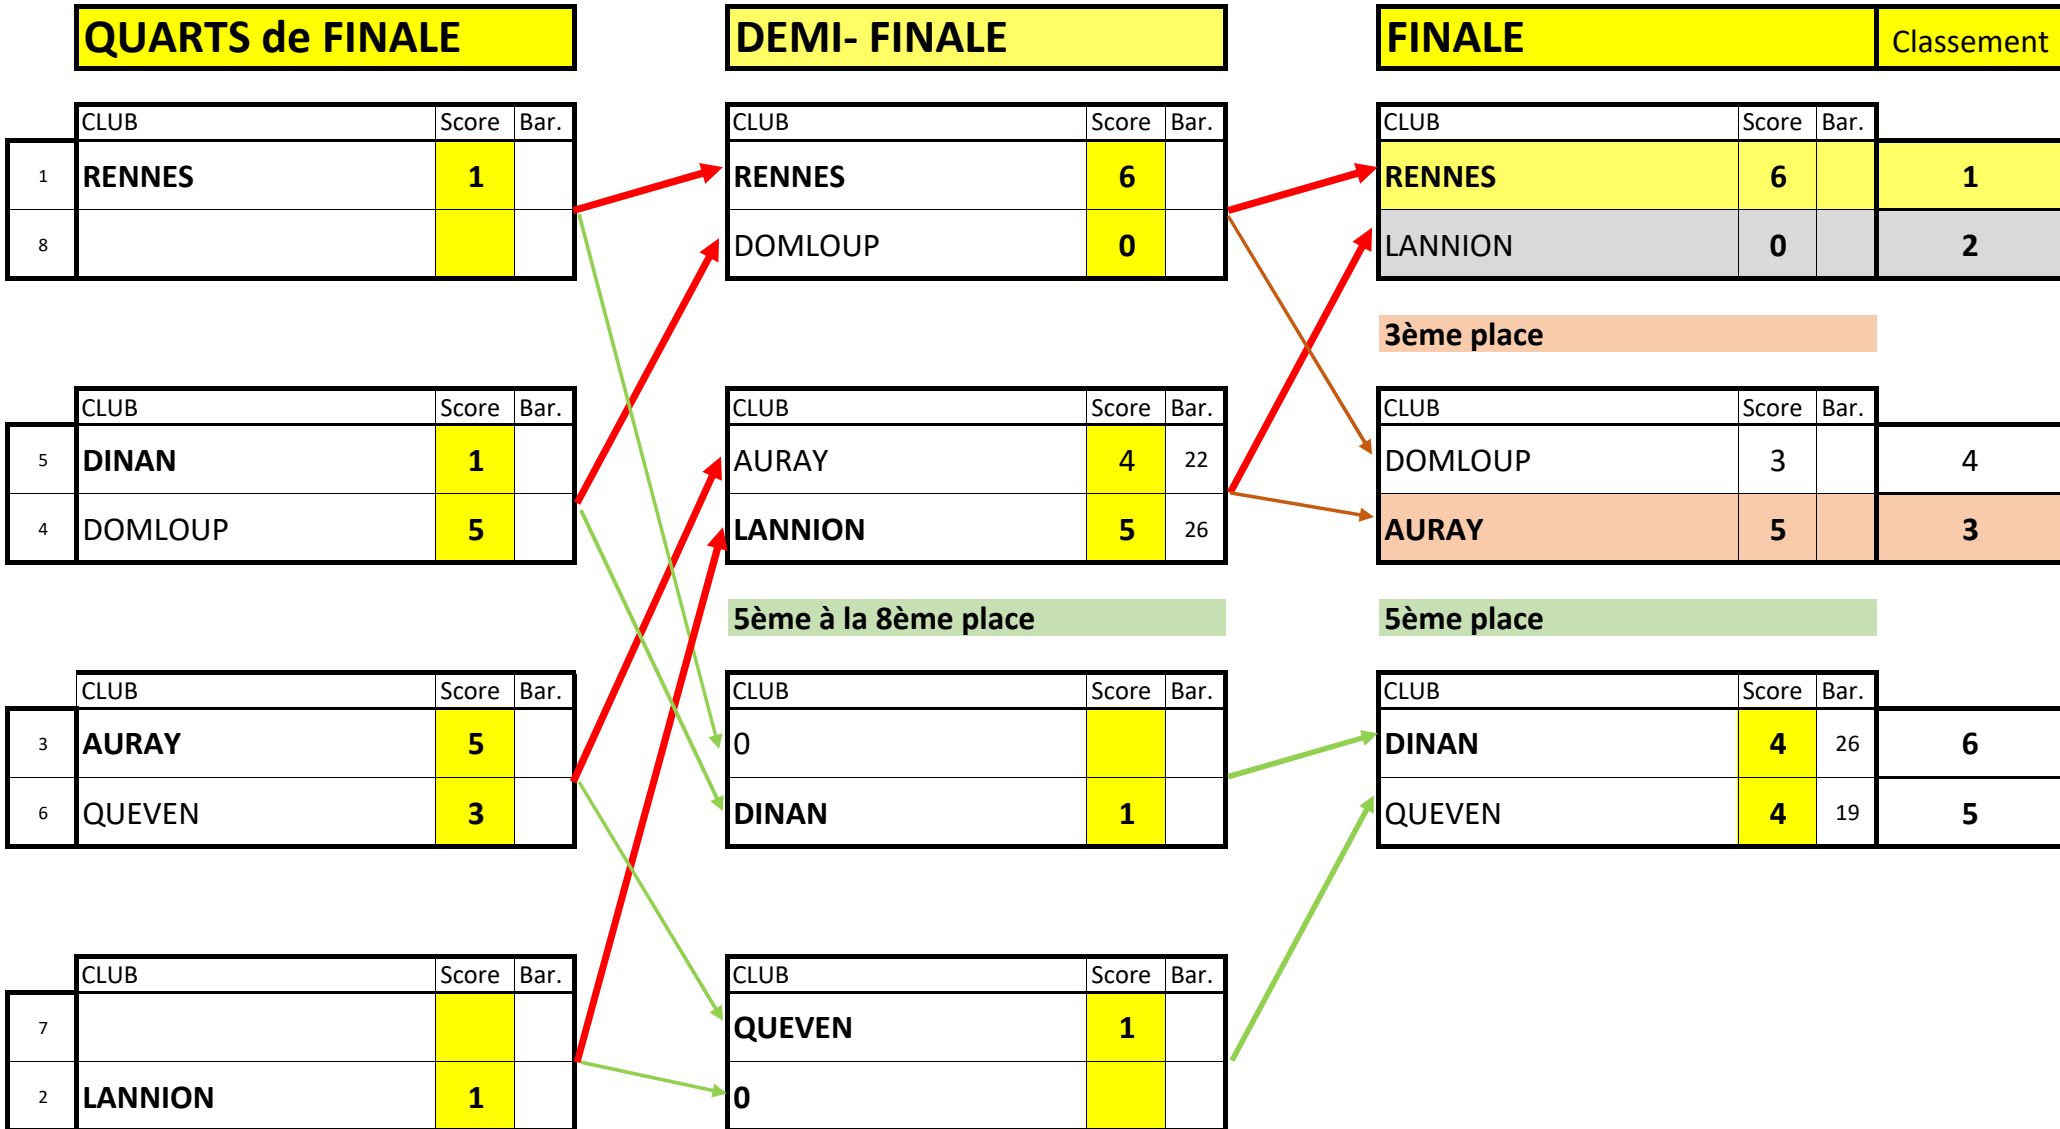 QUARTS de FINALE
CLUB Score Bar.
1 RENNES 1
8
CLUB Score Bar.
5 DINAN 1
4 DOMLOUP 5
CLUB Score Bar.
3 AURAY 5
6 QUEVEN 3
CLUB Score Bar.
7
2 LANNION 1
DEMI- FINALE
CLUB Score Bar.
RENNES 6
DOMLOUP 0
CLUB Score Bar.
AURAY 4 22
LANNION 5 26
5ème à la 8ème place
CLUB Score Bar.
0
DINAN 1
CLUB Score Bar.
QUEVEN 1
0
FINALE Classement
CLUB Score Bar.
RENNES 6 1
LANNION 0 2
3ème place
CLUB Score Bar.
DOMLOUP 3 4
AURAY 5 3
5ème place
CLUB Score Bar.
DINAN 4 26 6
QUEVEN 4 19 5